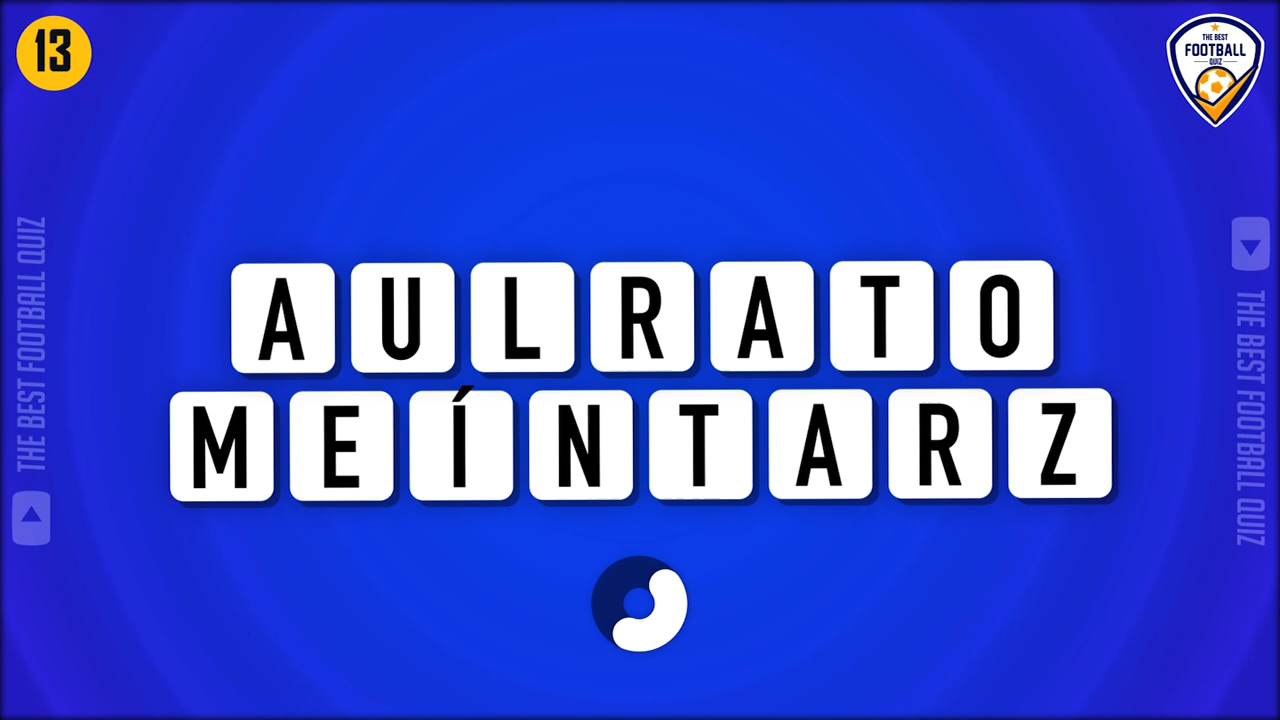 13
THE BEST
FOOTBALL
QUIZ
AULRATO
MEÍNTARZ
THE BEST FOOTBALL QUIZ
THE BEST FOOTBALL QUIZ